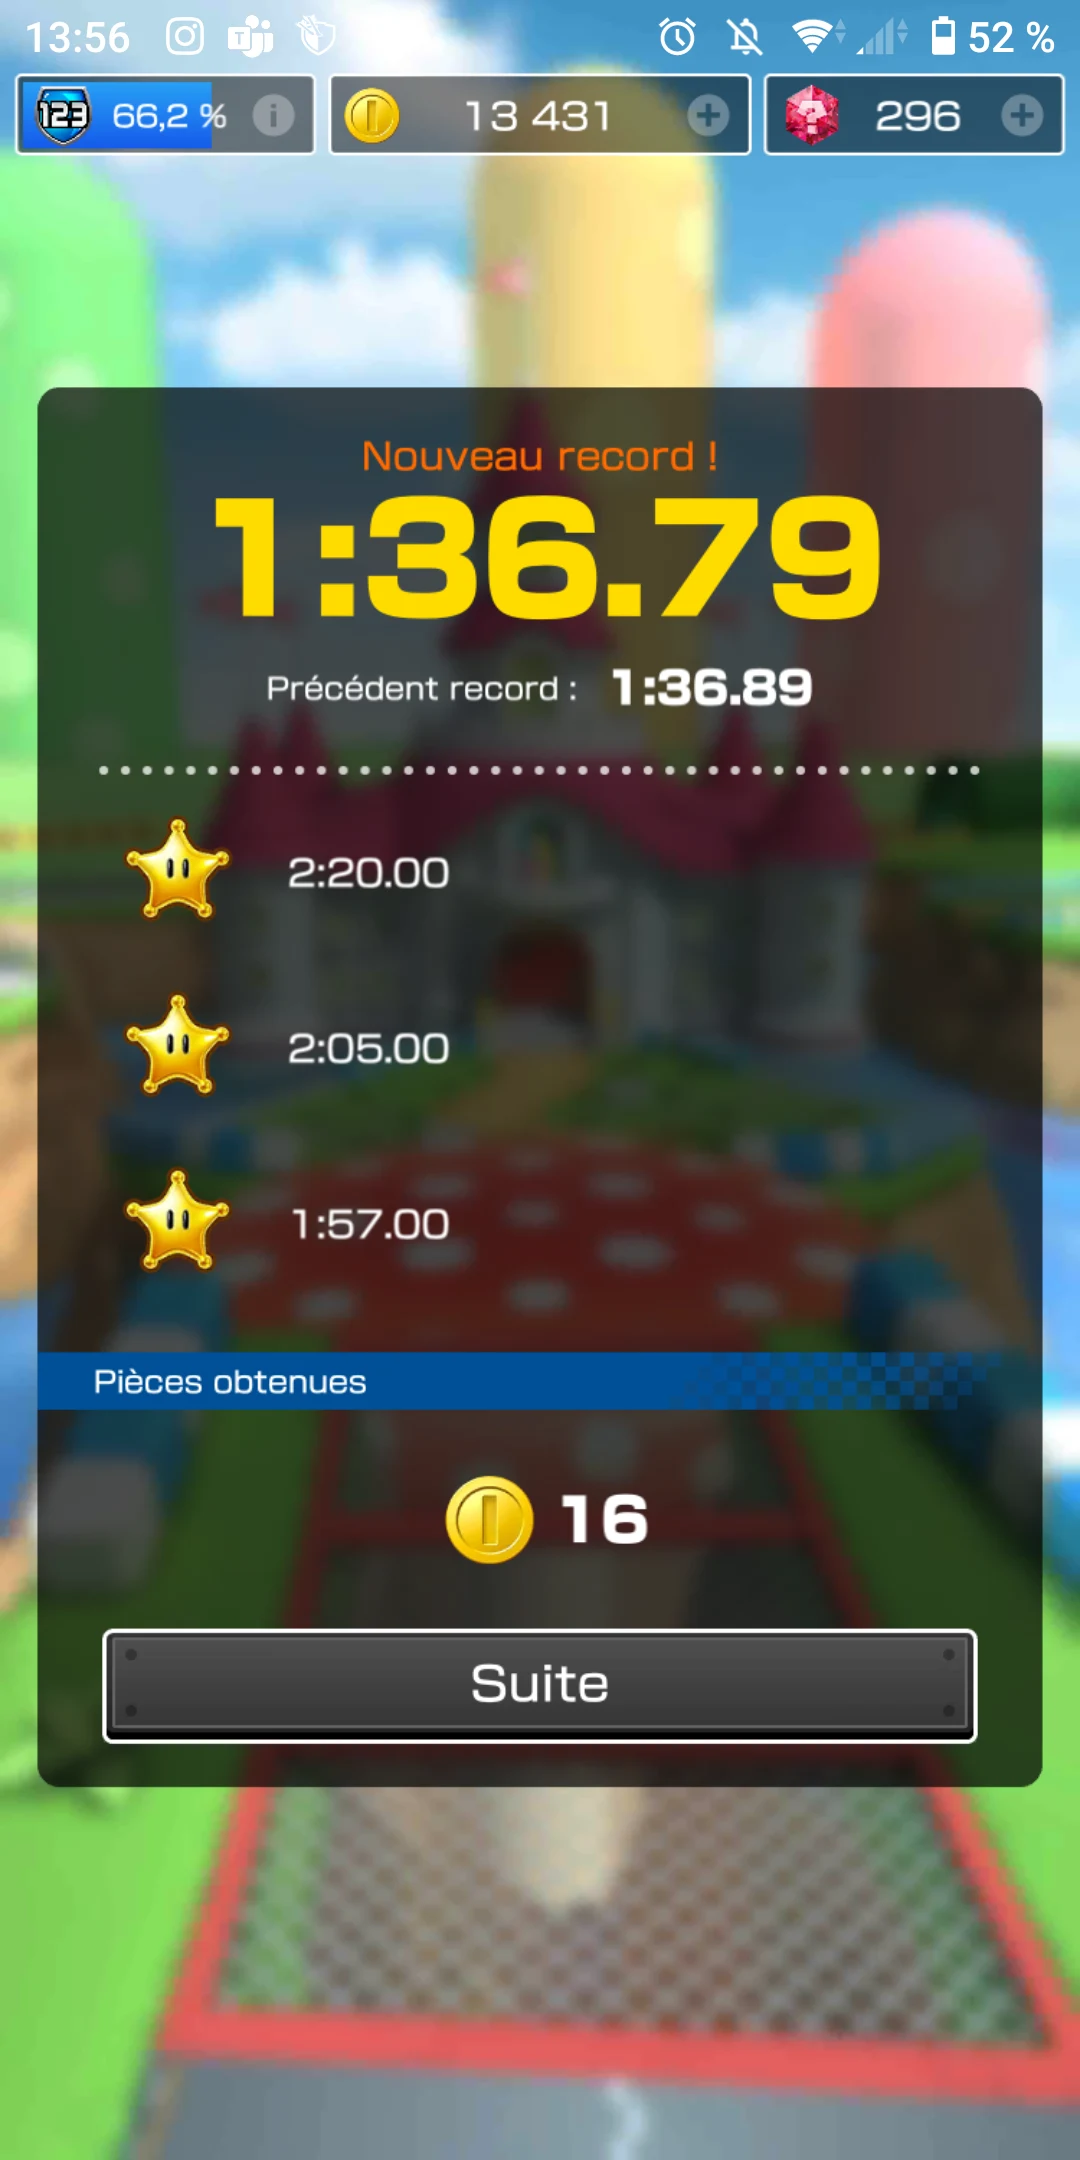 13:56 52 %
123 66,2 % i 13 431 + 296 +
Nouveau record !
1:36.79
Précédent record : 1:36.89
2:20.00
2:05.00
1:57.00
Pièces obtenues
16
Suite